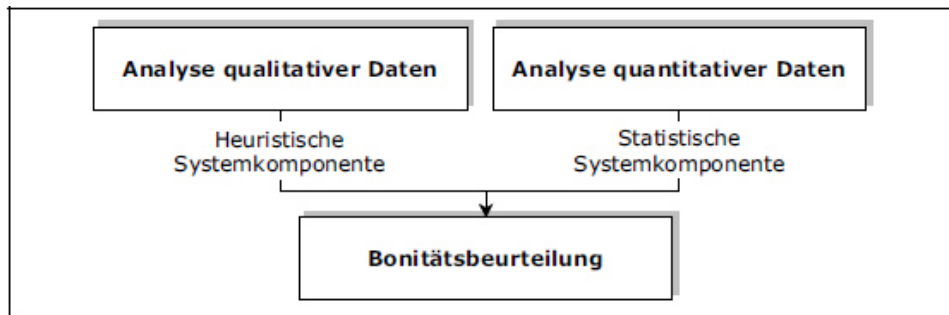 Analyse qualitativer Daten
Analyse quantitativer Daten
Heuristische
Systemkomponente
Statistische
Systemkomponente
Bonitätsbeurteilung